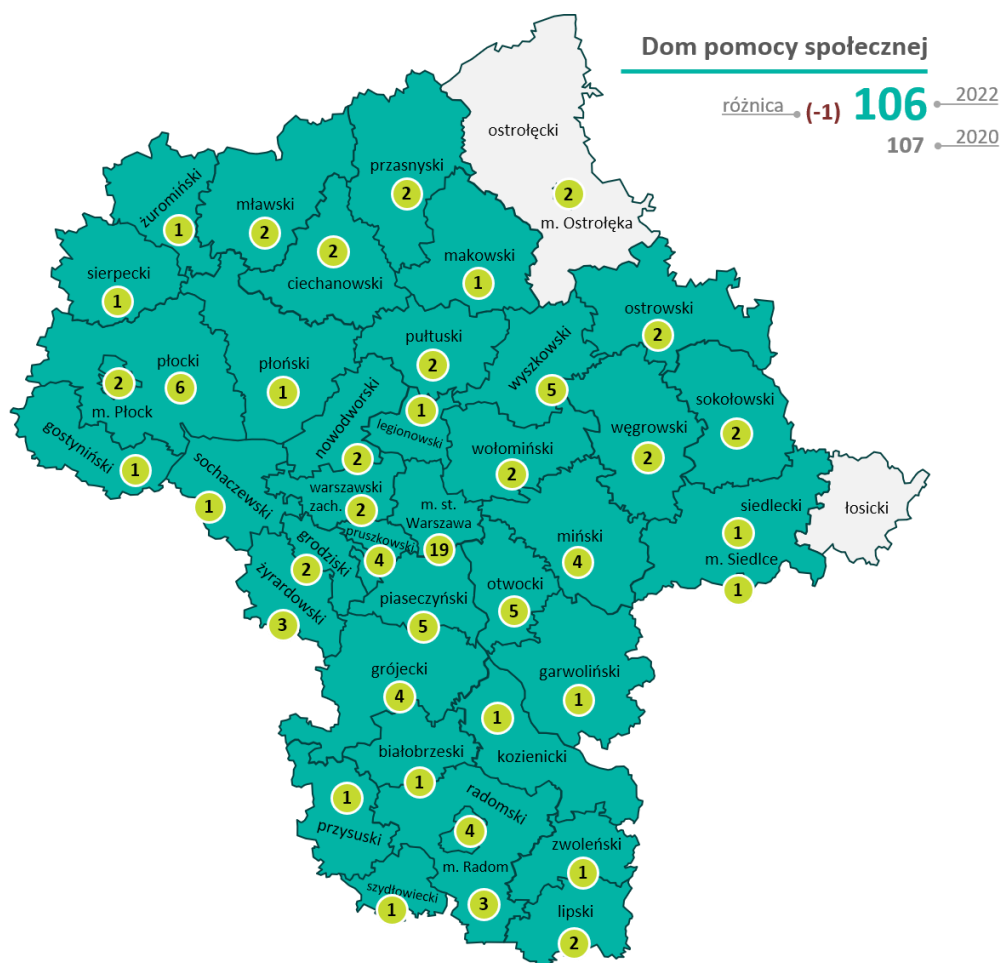 Dom pomocy społecznej
różnica (-1) 106 2022
107 2020
ostrołęcki
2
m. Ostrołęka
przasnyski
2
żuromiński
1
mławski
2
2
ciechanowski
makowski
1
sierpecki
1
ostrowski
2
pułtuski
2
wyszkowski
5
płocki
6
2
m. Płock
płoński
1
nowodworski
2
1
legionowski
sokołowski
2
węgrowski
2
wołomiński
2
gostyniński
1
sochaczewski
1
warszawski
zach.
2
m. st.
Warszawa
19
siedlecki
1
m. Siedlce
1
łosicki
pruszkowski
4
grodziski
2
miński
4
żyrardowski
3
piaseczyński
5
otwocki
5
grójecki
4
garwoliński
1
1
kozienicki
białobrzeski
1
1
przysuski
radomski
4
m. Radom
3
zwoleński
1
szydłowiecki
1
lipski
2